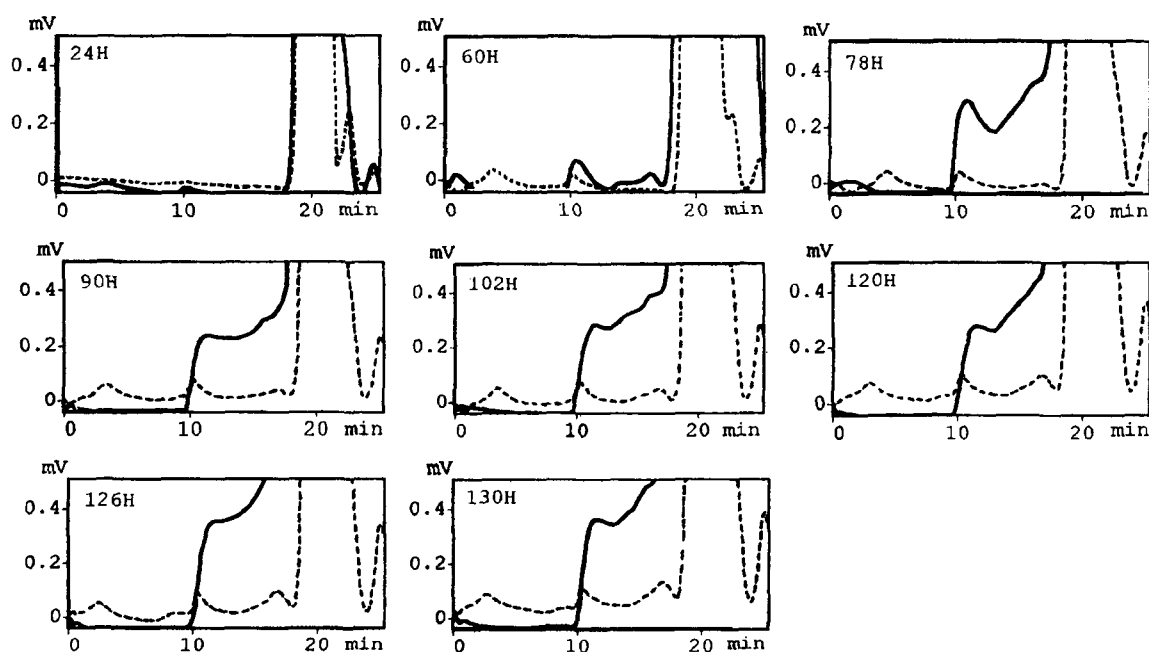 mV mV mV
24H 60H 78H
0.4 0.4 0.4
0.2 0.2 0.2
0 0 0
0 10 20 min 0 10 20 min 0 10 20 min
mV mV mV
90H 102H 120H
0.4 0.4 0.4
0.2 0.2 0.2
0 0 0
0 10 20 min 0 10 20 min 0 10 20 min
mV mV
126H 130H
0.4 0.4
0.2 0.2
0 0
0 10 20 min 0 10 20 min